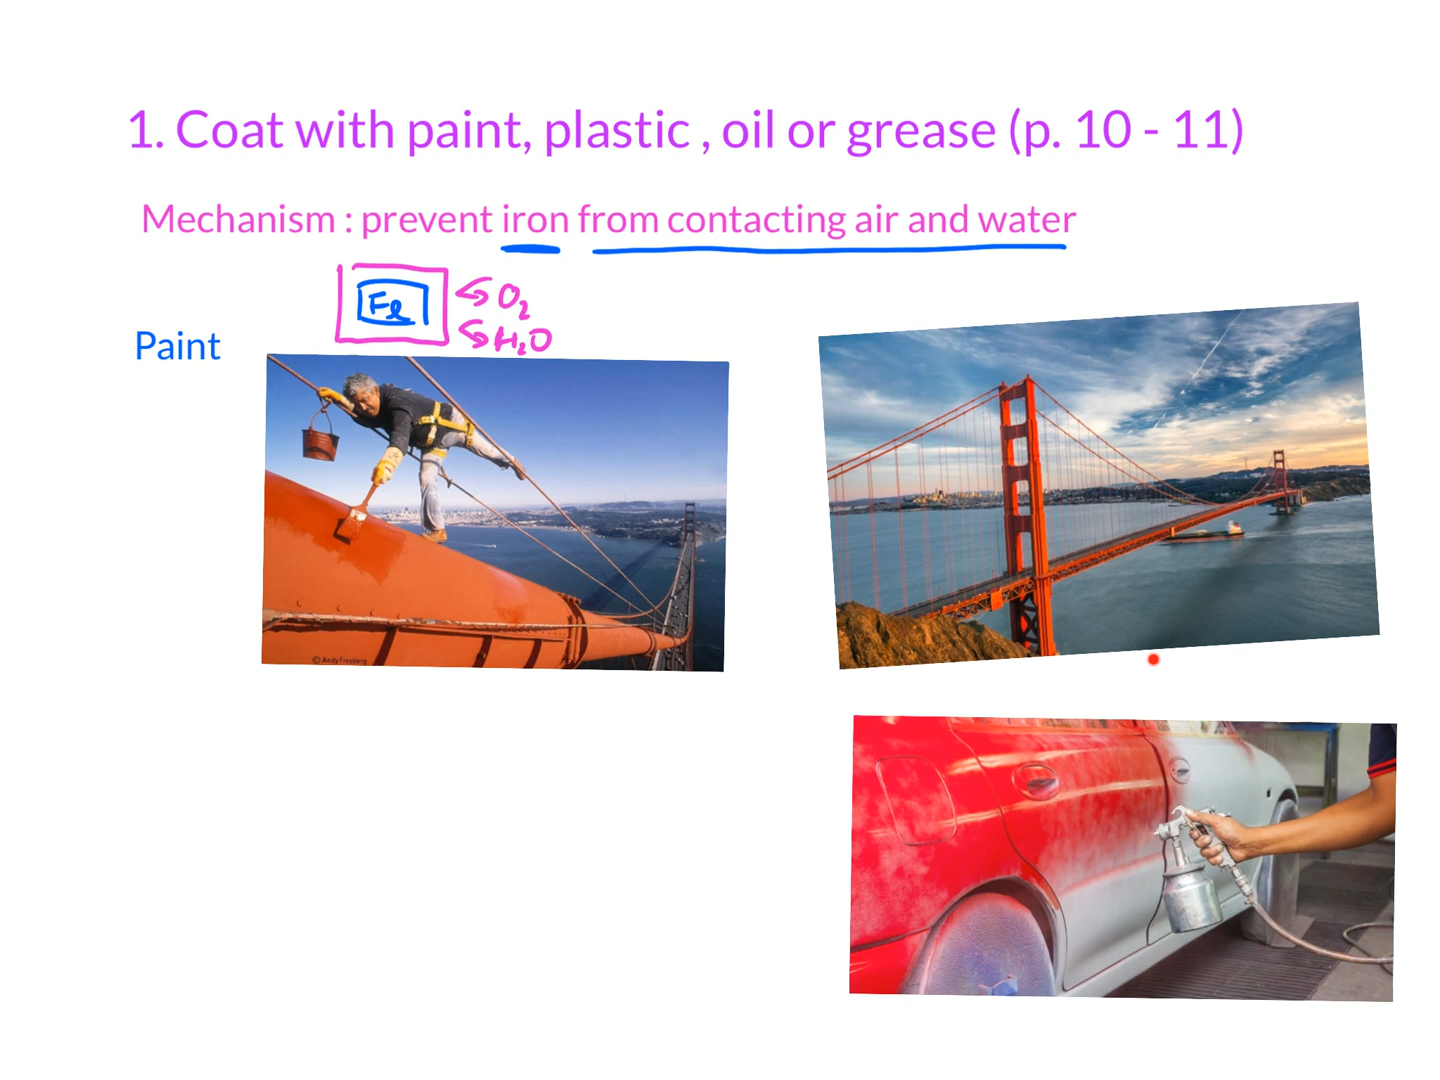 1. Coat with paint, plastic , oil or grease (p. 10 - 11)
Mechanism : prevent iron from contacting air and water
Fe
O₂
H₂O
Paint
© Andy Freeberg